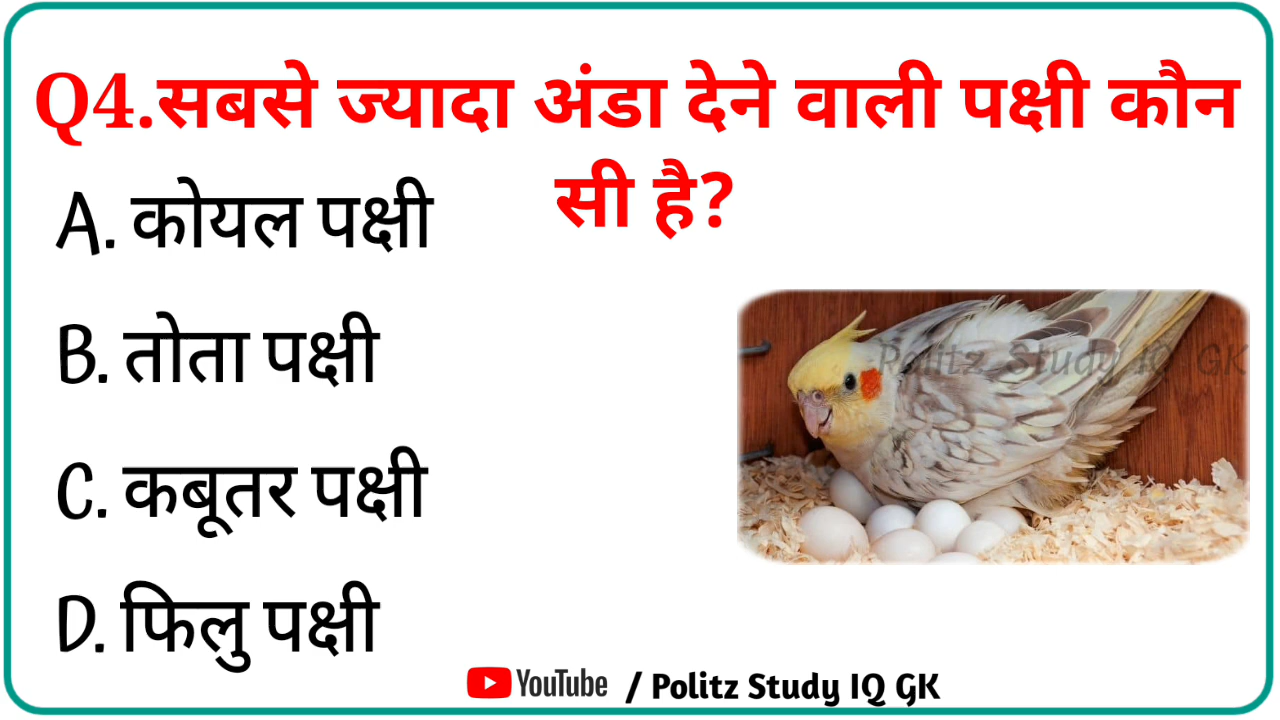 Q4.सबसे ज्यादा अंडा देने वाली पक्षी कौन
सी है?
A. कोयल पक्षी
B. तोता पक्षी
C. कबूतर पक्षी
D. फिलु पक्षी
Politz Study IQ GK
YouTube / Politz Study IQ GK